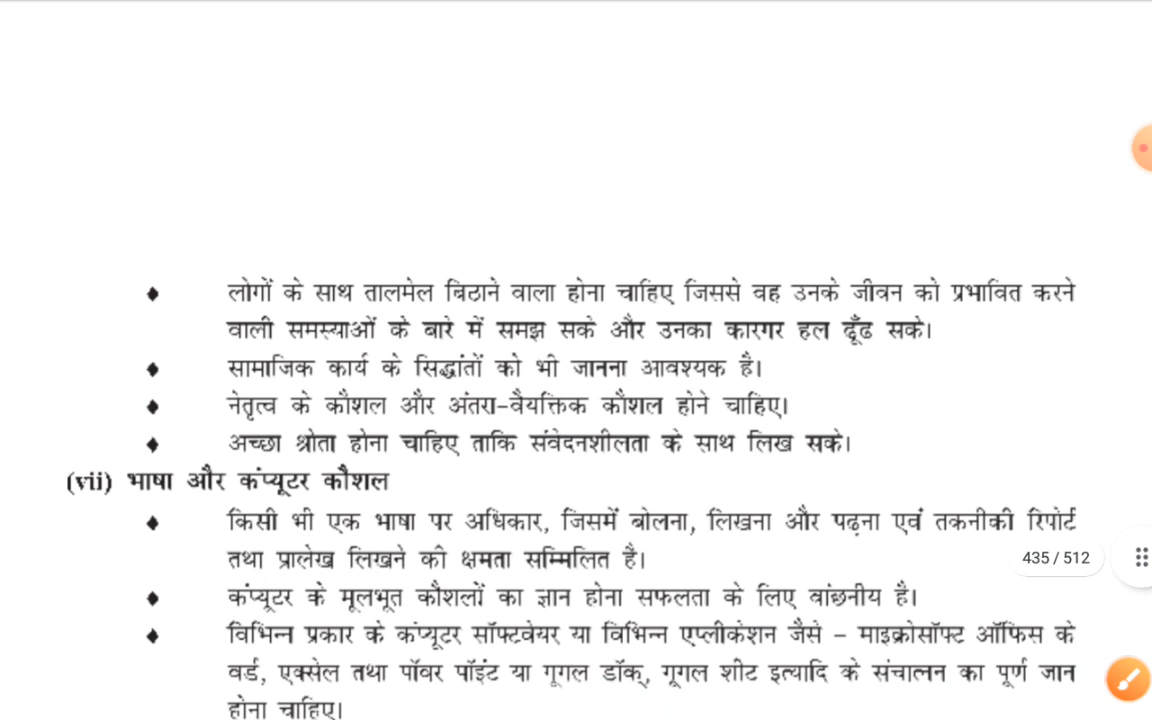 ♦ लोगों के साथ तालमेल बिठाने वाला होना चाहिए जिससे वह उनके जीवन को प्रभावित करने
वाली समस्याओं के बारे में समझ सके और उनका कारगर हल ढूँढ सके।
♦ सामाजिक कार्य के सिद्धांतों को भी जानना आवश्यक है।
♦ नेतृत्व के कौशल और अंतरा-वैयक्तिक कौशल होने चाहिए।
♦ अच्छा श्रोता होना चाहिए ताकि संवेदनशीलता के साथ लिख सके।
(vii) भाषा और कंप्यूटर कौशल
♦ किसी भी एक भाषा पर अधिकार, जिसमें बोलना, लिखना और पढ़ना एवं तकनीकी रिपोर्ट
तथा प्रालेख लिखने की क्षमता सम्मिलित है।
435 / 512
♦ कंप्यूटर के मूलभूत कौशलों का ज्ञान होना सफलता के लिए वांछनीय है।
♦ विभिन्न प्रकार के कंप्यूटर सॉफ्टवेयर या विभिन्न एप्लीकेशन जैसे – माइक्रोसॉफ्ट ऑफिस के
वर्ड, एक्सेल तथा पॉवर पॉइंट या गूगल डॉक्, गूगल शीट इत्यादि के संचालन का पूर्ण जान
होना चाहिए।